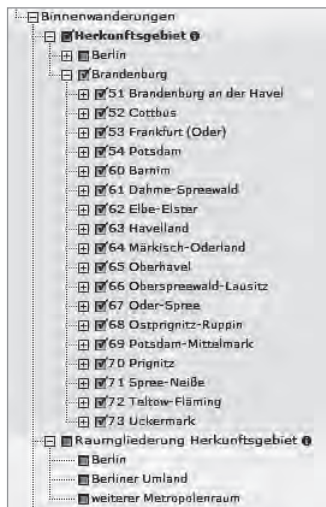 Binnenwanderungen
Herkunftsgebiet
Berlin
Brandenburg
51 Brandenburg an der Havel
52 Cottbus
53 Frankfurt (Oder)
54 Potsdam
60 Barnim
61 Dahme-Spreewald
62 Elbe-Elster
63 Havelland
64 Märkisch-Oderland
65 Oberhavel
66 Oberspreewald-Lausitz
67 Oder-Spree
68 Ostprignitz-Ruppin
69 Potsdam-Mittelmark
70 Prignitz
71 Spree-Neiße
72 Teltow-Fläming
73 Uckermark
Raumgliederung Herkunftsgebiet
Berlin
Berliner Umland
weiterer Metropolenraum